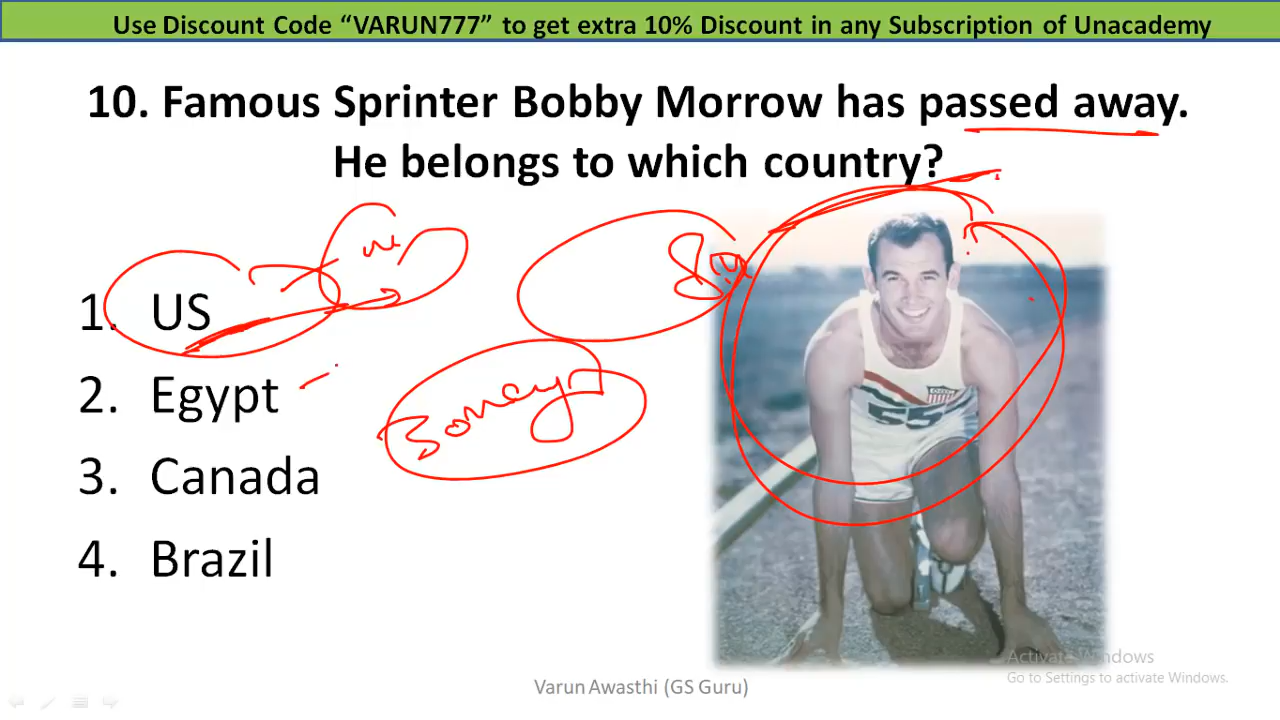 Use Discount Code “VARUN777” to get extra 10% Discount in any Subscription of Unacademy
10. Famous Sprinter Bobby Morrow has passed away.
He belongs to which country?
1. US
2. Egypt
3. Canada
4. Brazil
55
Activate Windows
Go to Settings to activate Windows.
Varun Awasthi (GS Guru)